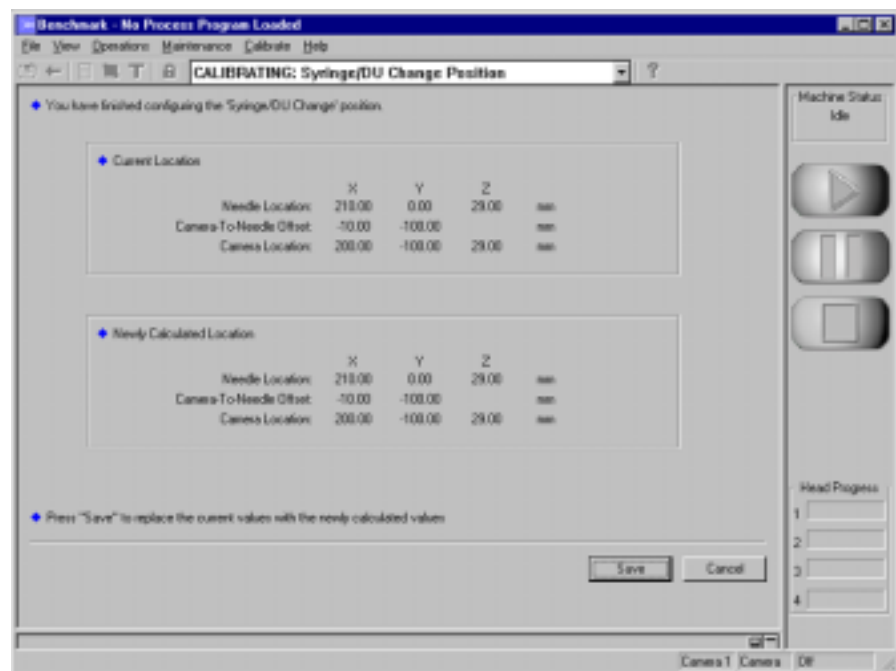 Benchmark - No Process Program Loaded
File View Operations Maintenance Calibrate Help
CALIBRATING: Syringe/DU Change Position
?
You have finished configuring the 'Syringe/DU Change' position.
Current Location
X Y Z
Needle Location: 210.00 0.00 29.00 mm
Camera-To-Needle Offset: -10.00 -100.00 mm
Camera Location: 200.00 -100.00 29.00 mm
Newly Calculated Location
X Y Z
Needle Location: 210.00 0.00 29.00 mm
Camera-To-Needle Offset: -10.00 -100.00 mm
Camera Location: 200.00 -100.00 29.00 mm
Press "Save" to replace the current values with the newly calculated values
Save Cancel
Machine Status
Idle
Head Progress
1
2
3
4
Camera 1 Camera Off